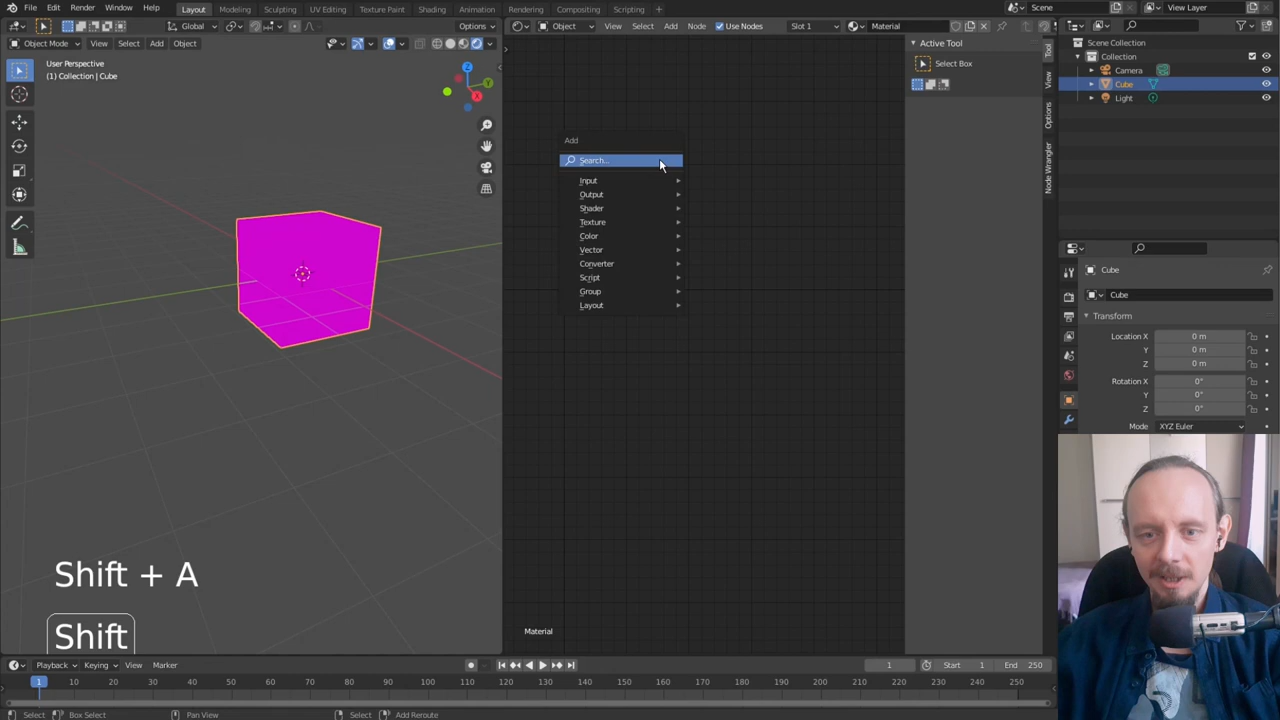 File Edit Render Window Help Layout Modeling Sculpting UV Editing Texture Paint Shading Animation Rendering Compositing Scripting Scene View Layer
Global Options Object View Select Add Node Use Nodes Slot 1 Material
Object Mode View Select Add Object
User Perspective
(1) Collection | Cube
Add
Search...
Input
Output
Shader
Texture
Color
Vector
Converter
Script
Group
Layout
Material
Active Tool
Select Box
Tool
View
Options
Node Wrangler
Scene Collection
Collection
Camera
Cube
Light
Cube
Cube
Transform
Location X 0 m
Y 0 m
Z 0 m
Rotation X 0°
Y 0°
Z 0°
Mode XYZ Euler
Shift + A
Shift
X
Y
Z
Playback Keying View Marker 1 Start 1 End 250
1 10 20 30 40 50 60 70 80 90 100 110 120 130 140 150 160 170 180 190 200 210 220 230 240 250
Select Box Select Pan View Select Add Reroute